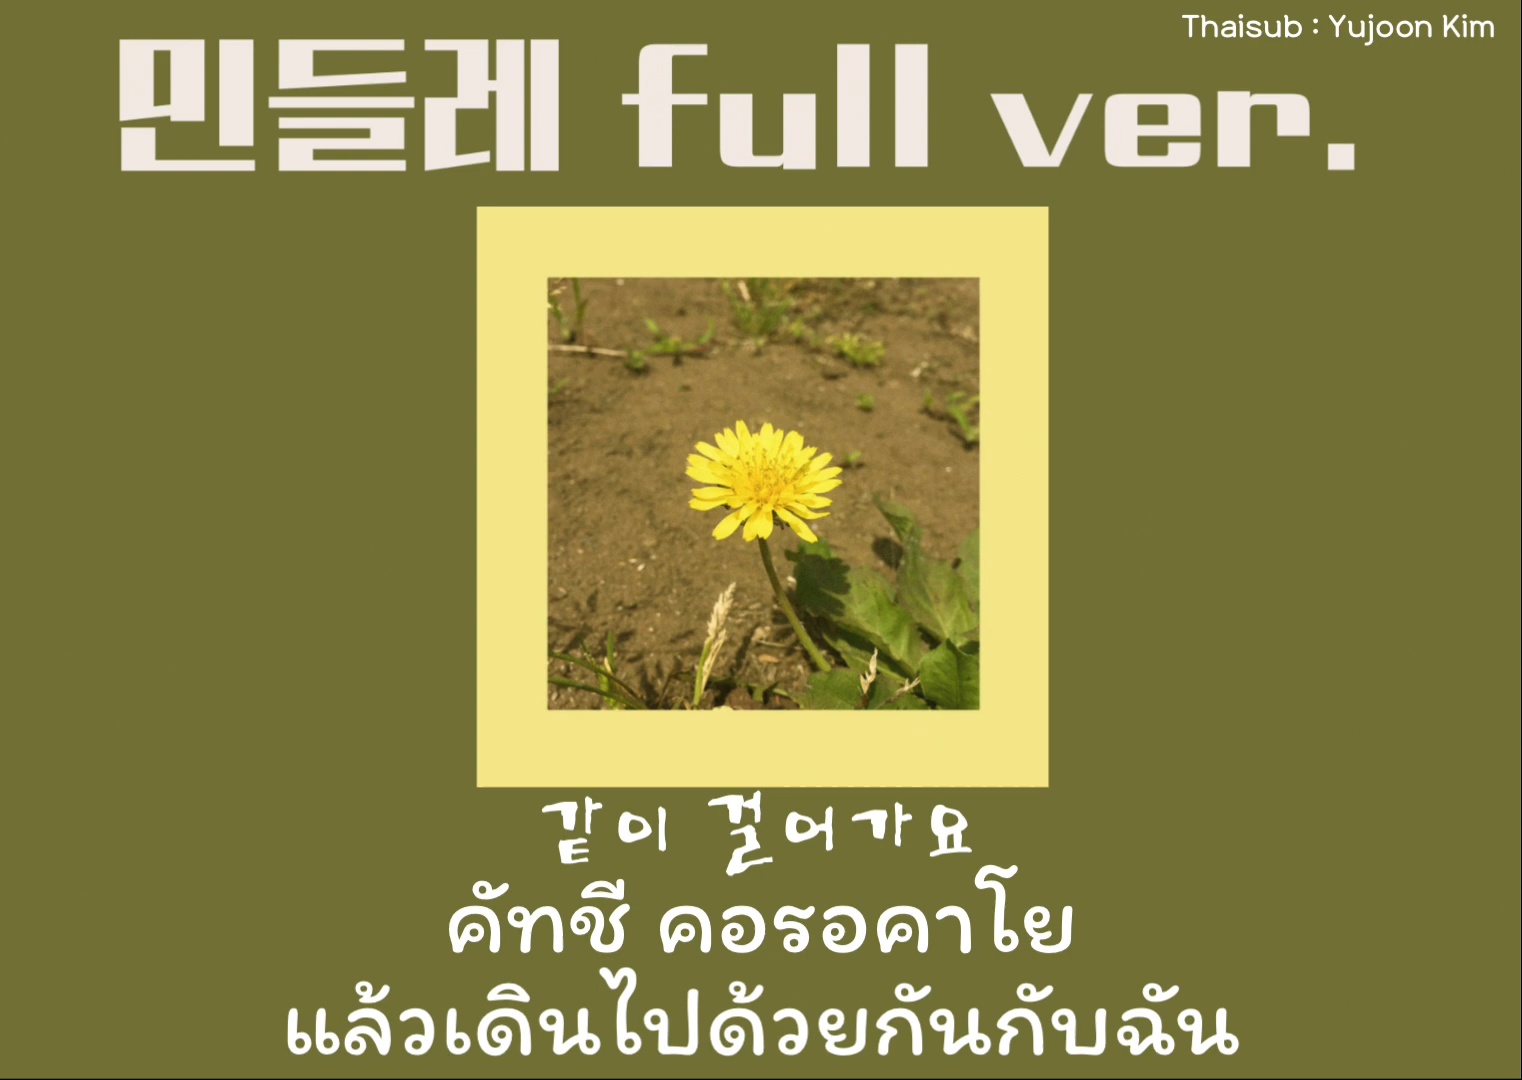 Thaisub : Yujoon Kim
민들레 full ver.
같이 걸어가요
คัทชี คอรอคาโย
แล้วเดินไปด้วยกันกับฉัน